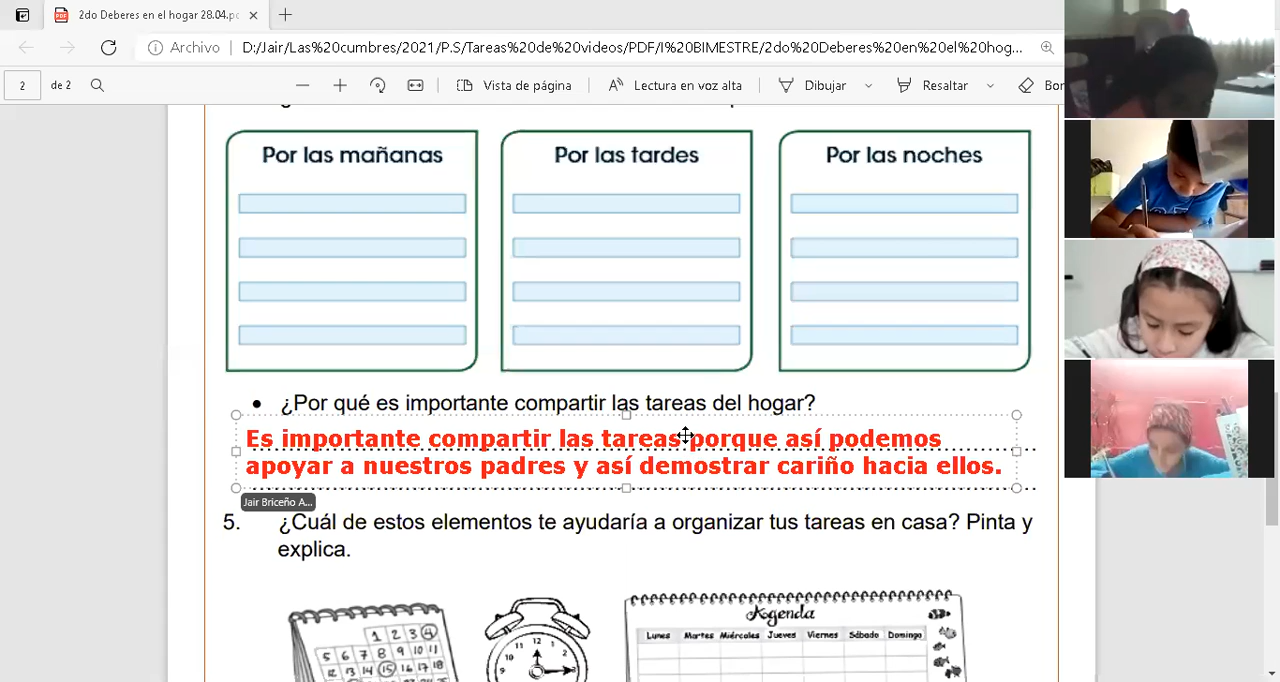 2do Deberes en el hogar 28.04.pc
Archivo D:/Jair/Las%20cumbres/2021/P.S/Tareas%20de%20videos/PDF/I%20BIMESTRE/2do%20Deberes%20en%20el%20hog...
2 de 2 Vista de página Lectura en voz alta Dibujar Resaltar Bor
Por las mañanas Por las tardes Por las noches
• ¿Por qué es importante compartir las tareas del hogar?
Es importante compartir las tareas porque así podemos
apoyar a nuestros padres y así demostrar cariño hacia ellos.
Jair Briceño A...
5. ¿Cuál de estos elementos te ayudaría a organizar tus tareas en casa? Pinta y
explica.
Agenda
Lunes Martes Miércoles Jueves Viernes Sábado Domingo
1 2 3 4
5 6 7 8 9 10 11
12 13 14 15 16 17 18